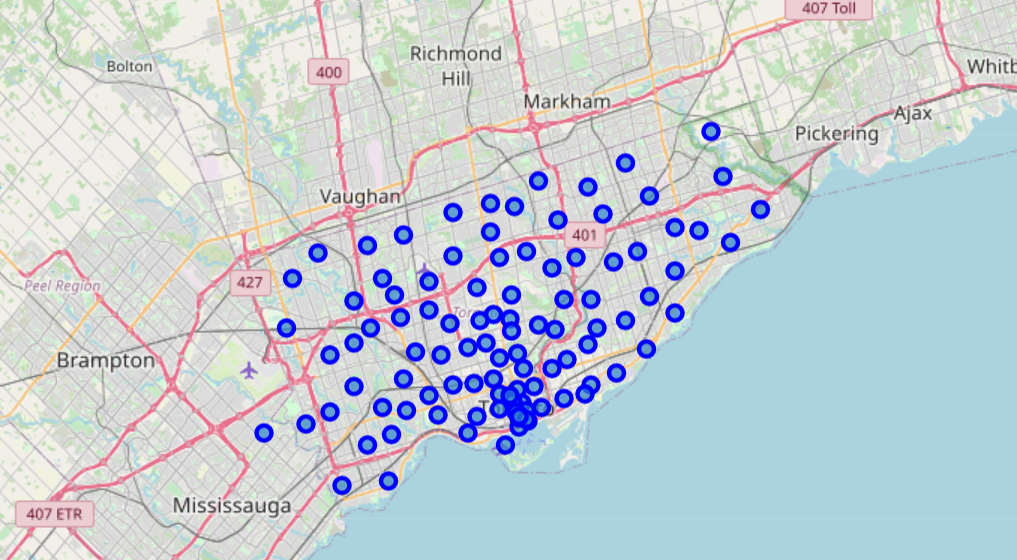 407 Toll
Richmond
Hill
Bolton
400
Whitb
Markham
Ajax
Pickering
Vaughan
401
427
Peel Region
Brampton
Mississauga
407 ETR